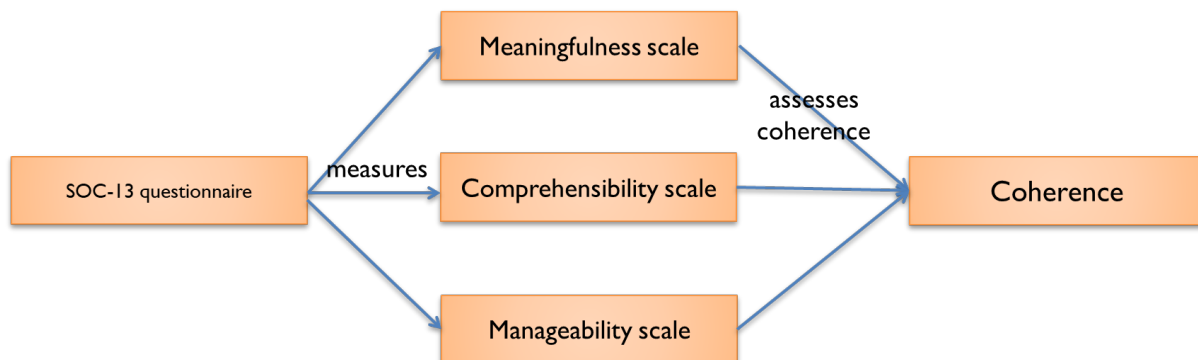 Meaningfulness scale
assesses
coherence
measures
SOC-13 questionnaire
Comprehensibility scale
Coherence
Manageability scale